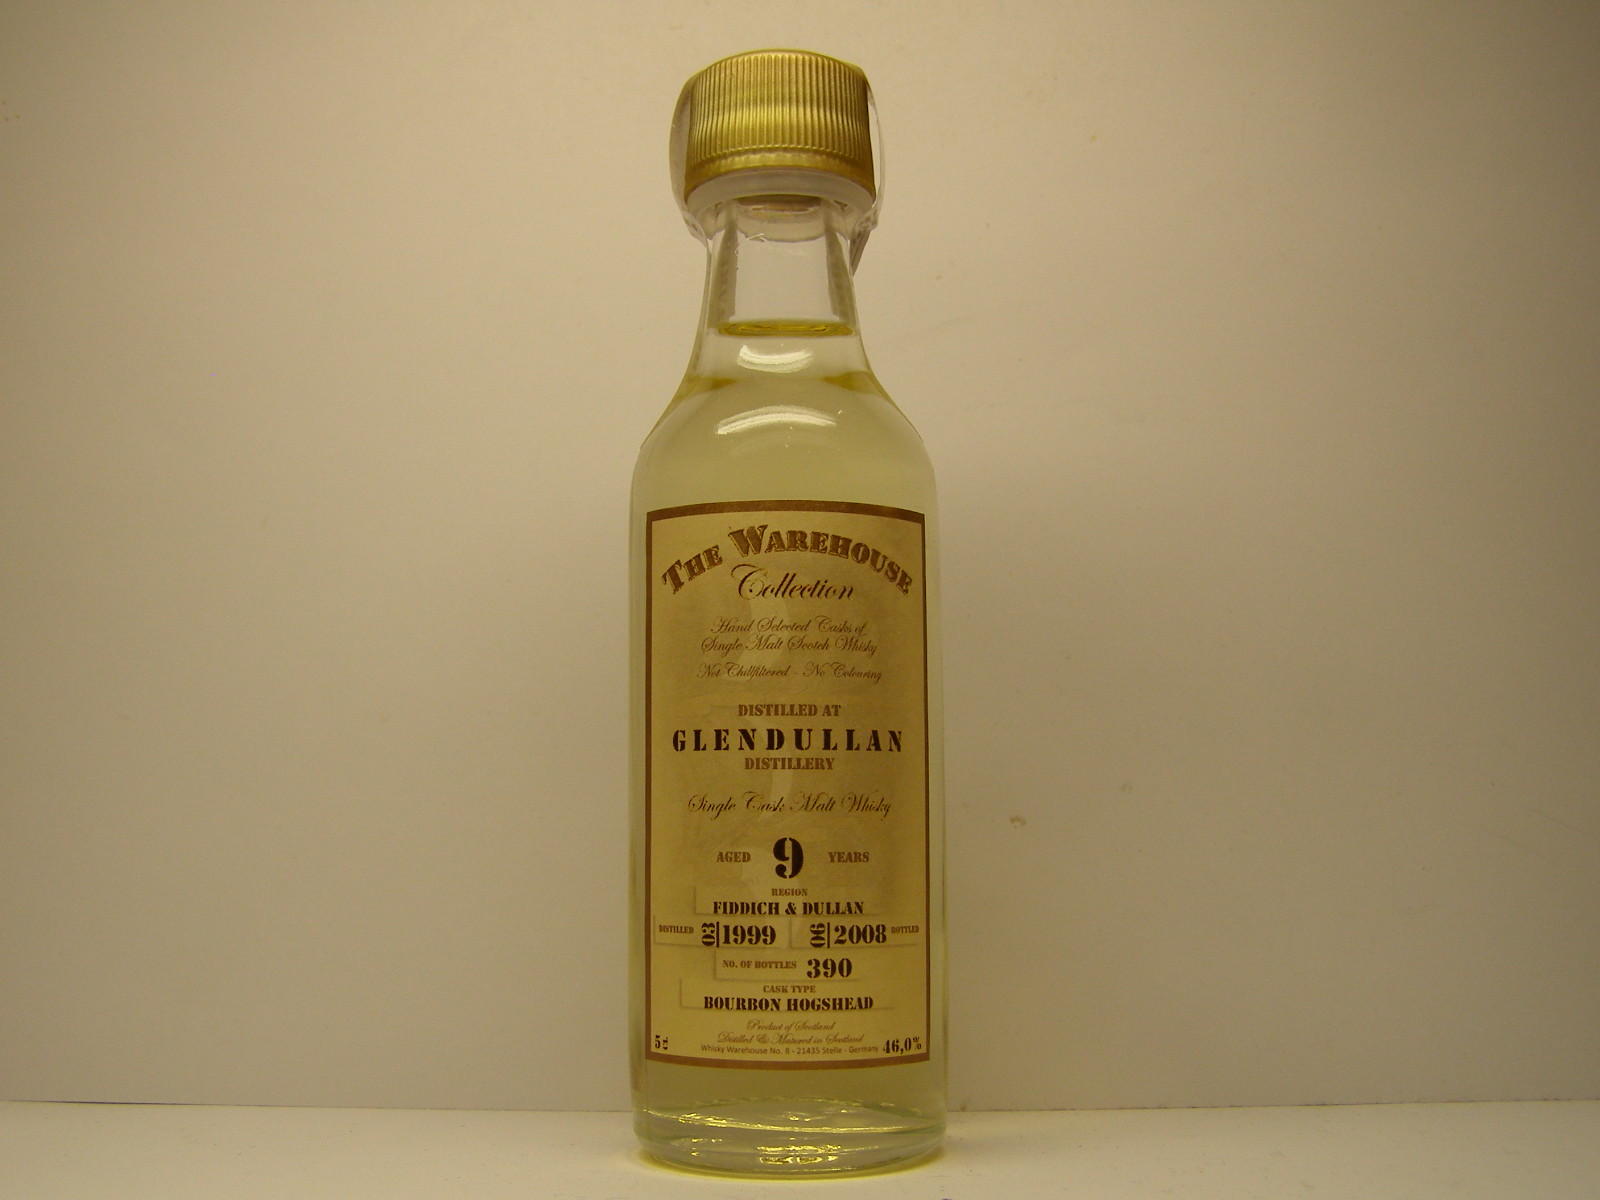 THE WAREHOUSE
Collection
Hand Selected Casks of
Single Malt Scotch Whisky
Not Chillfiltered - No Colouring
DISTILLED AT
GLENDULLAN
DISTILLERY
Single Cask Malt Whisky
AGED 9 YEARS
REGION
FIDDICH & DULLAN
DISTILLED 03|1999 06|2008 BOTTLED
NO. OF BOTTLES 390
CASK TYPE
BOURBON HOGSHEAD
Product of Scotland
Distilled & Matured in Scotland
5cl Whisky Warehouse No. 8 - 21435 Stelle - Germany 46,0%